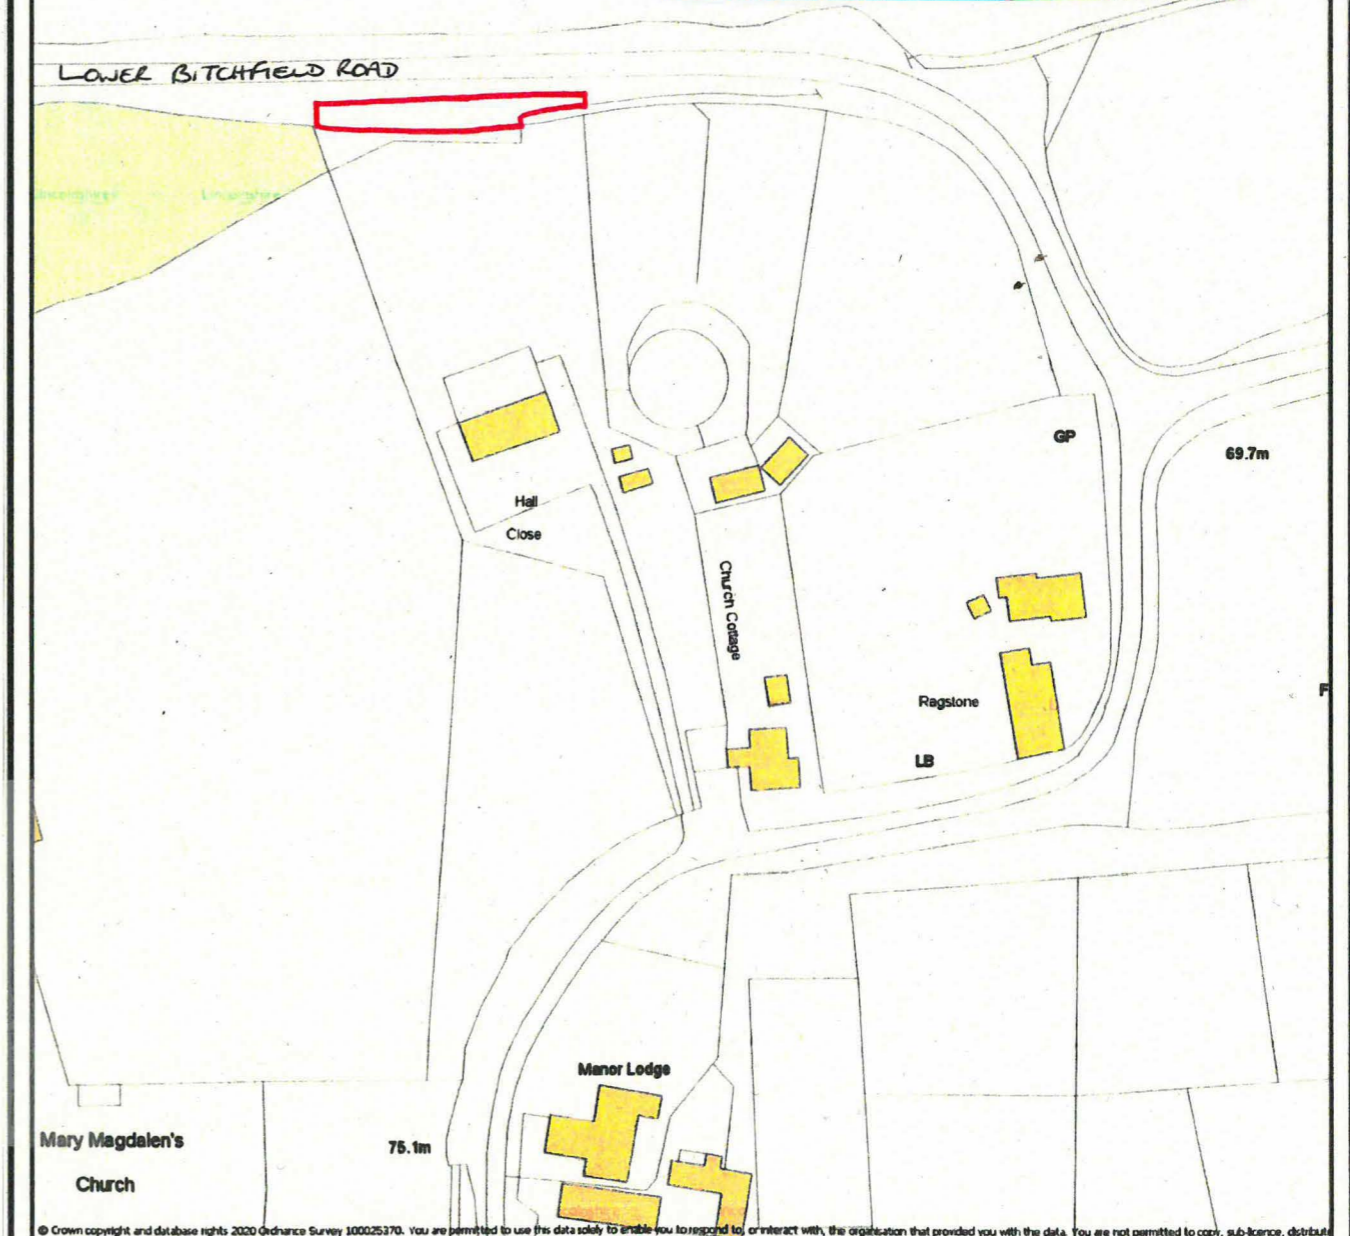 LOWER BITCHFIELD ROAD
Lincolnshire
GP
69.7m
Hall
Close
Church Cottage
Ragstone
LB
F
Manor Lodge
Mary Magdalen's
Church
75.1m
© Crown copyright and database rights 2020 Ordnance Survey 100025370. You are permitted to use this data solely to enable you to respond to, or interact with, the organisation that provided you with the data. You are not permitted to copy, sub-licence, distribute